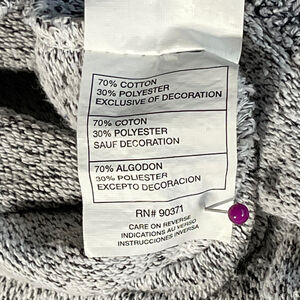 70% COTTON
30% POLYESTER
EXCLUSIVE OF DECORATION
70% COTON
30% POLYESTER
SAUF DECORATION
70% ALGODON
30% POLYESTER
EXCEPTO DECORACION
RN# 90371
CARE ON REVERSE
INDICATIONS AU VERSO
INSTRUCCIONES INVERSA